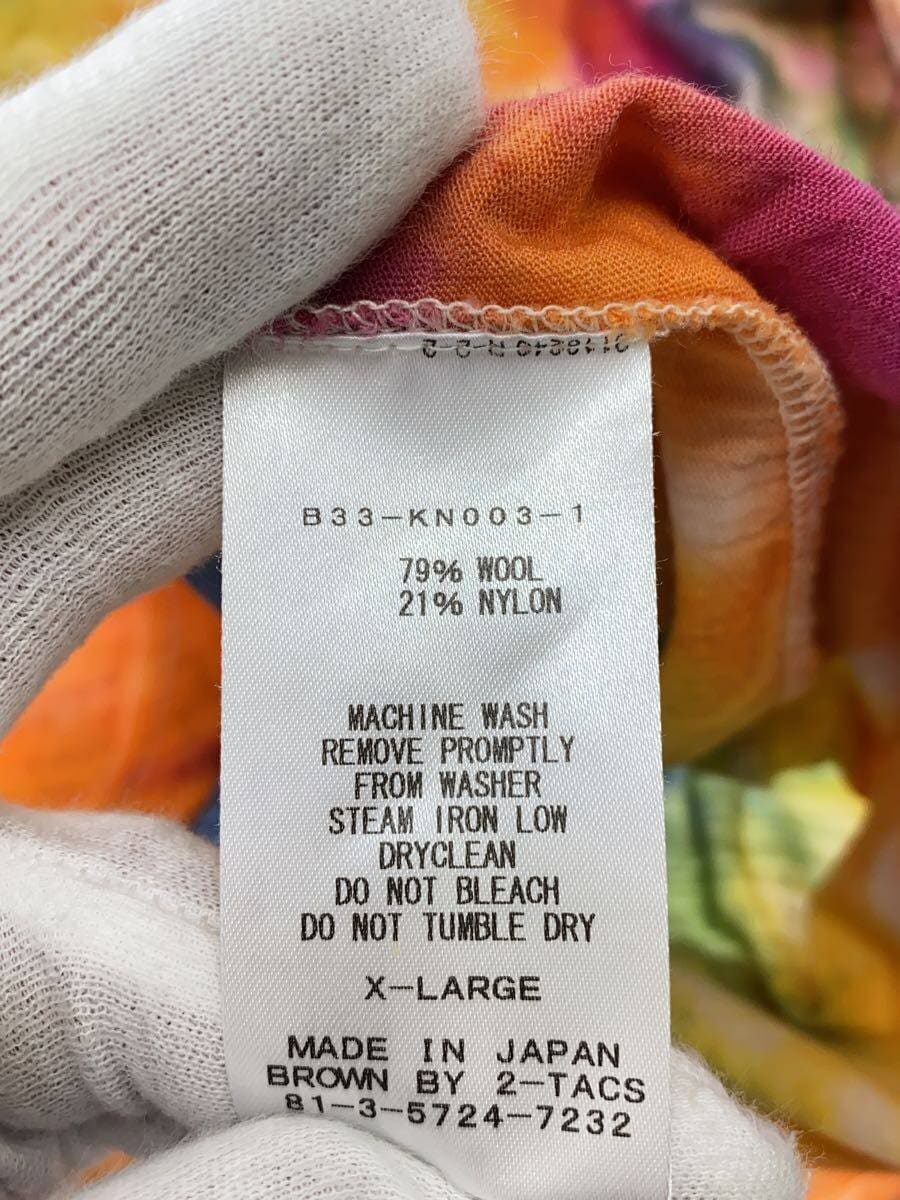 B33-KN003-1
79% WOOL
21% NYLON
MACHINE WASH
REMOVE PROMPTLY
FROM WASHER
STEAM IRON LOW
DRYCLEAN
DO NOT BLEACH
DO NOT TUMBLE DRY
X-LARGE
MADE IN JAPAN
BROWN BY 2-TACS
81-3-5724-7232